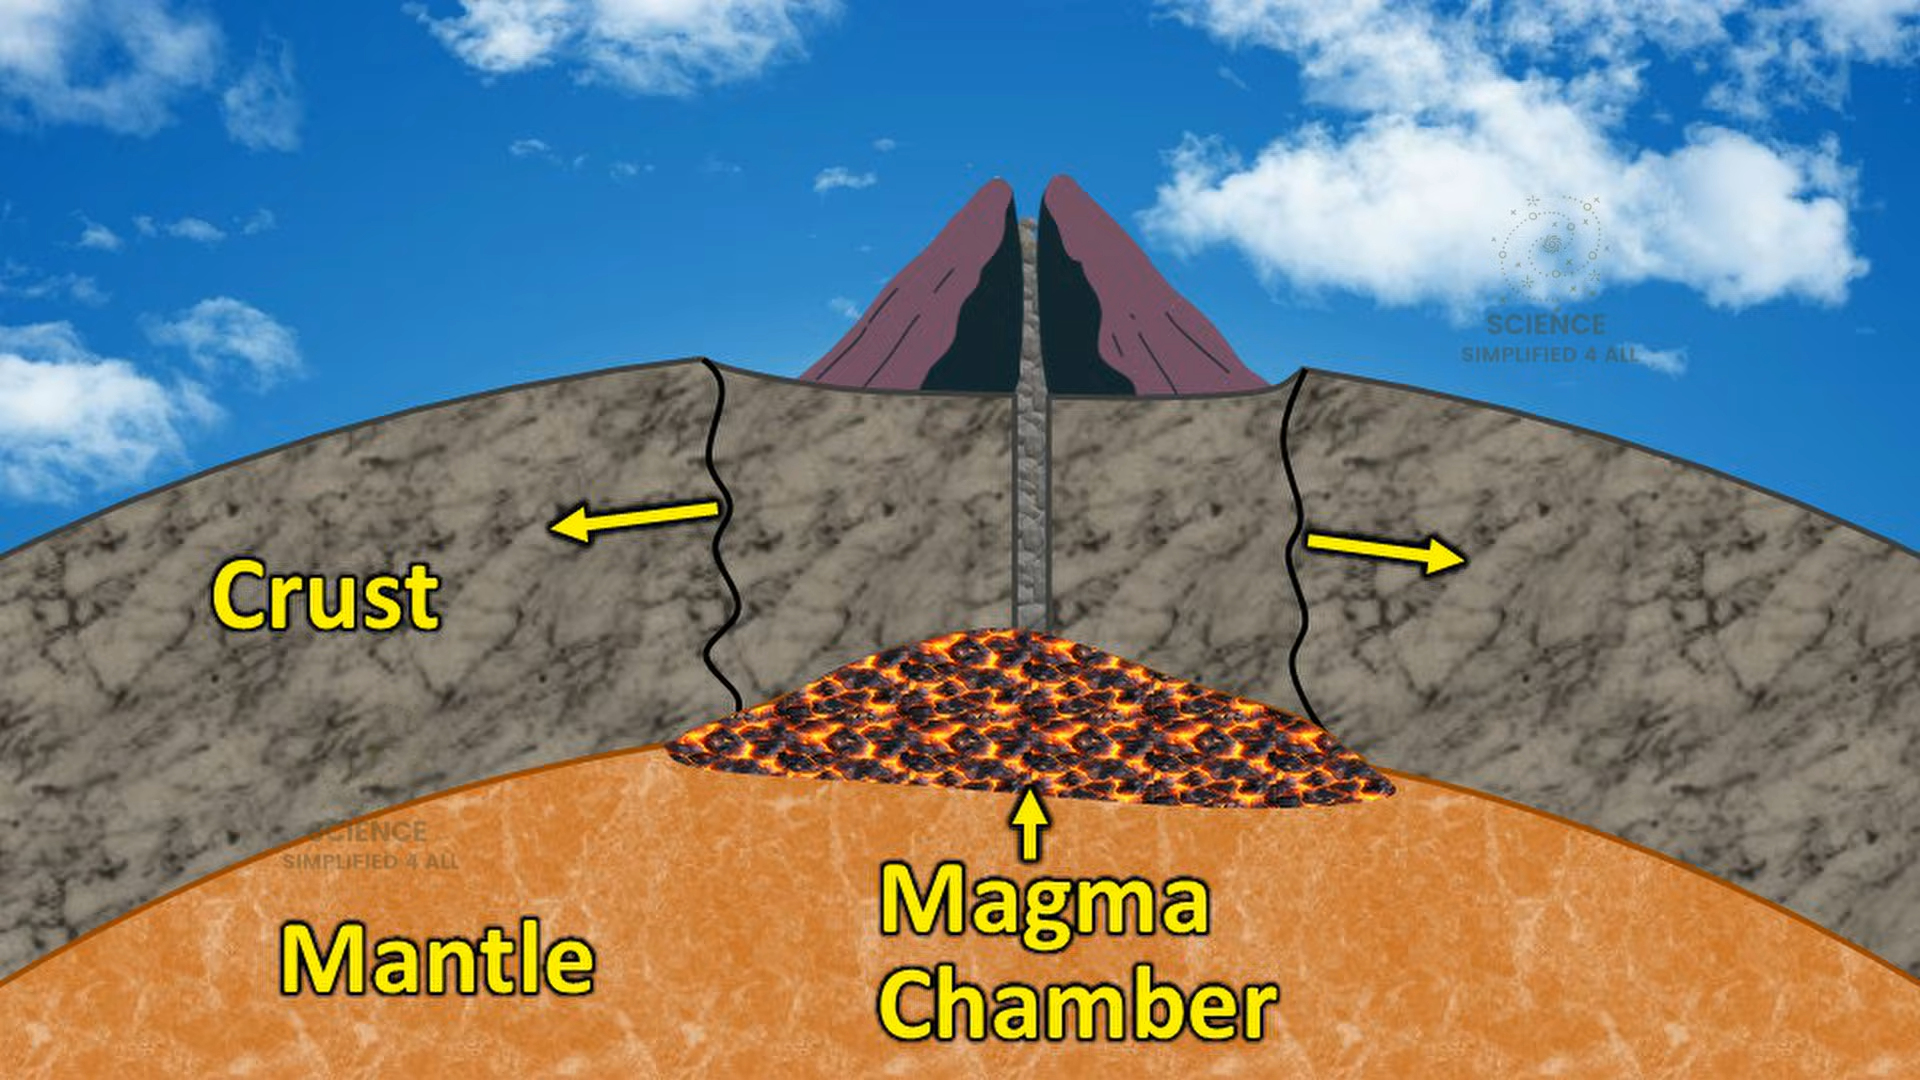 SCIENCE
SIMPLIFIED 4 ALL
Crust
SCIENCE
SIMPLIFIED 4 ALL
Mantle
Magma
Chamber